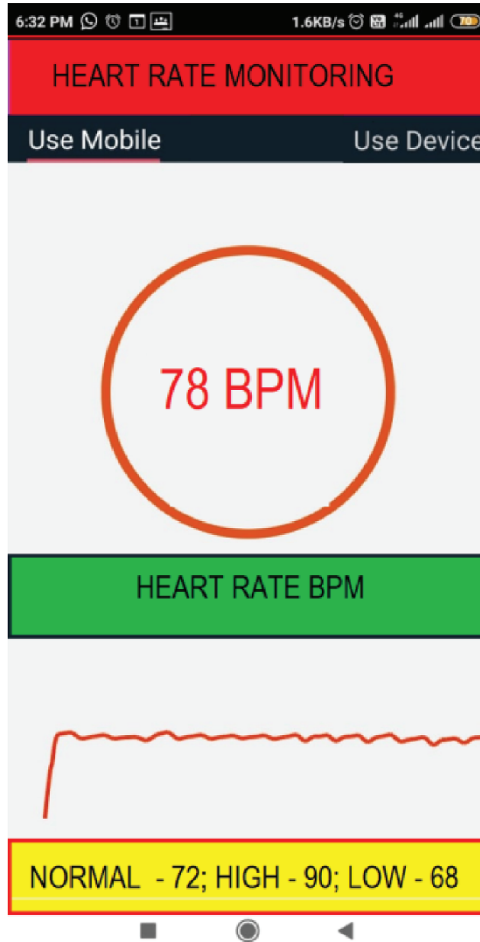 6:32 PM 1.6KB/s 70
HEART RATE MONITORING
Use Mobile Use Device
78 BPM
HEART RATE BPM
NORMAL - 72; HIGH - 90; LOW - 68